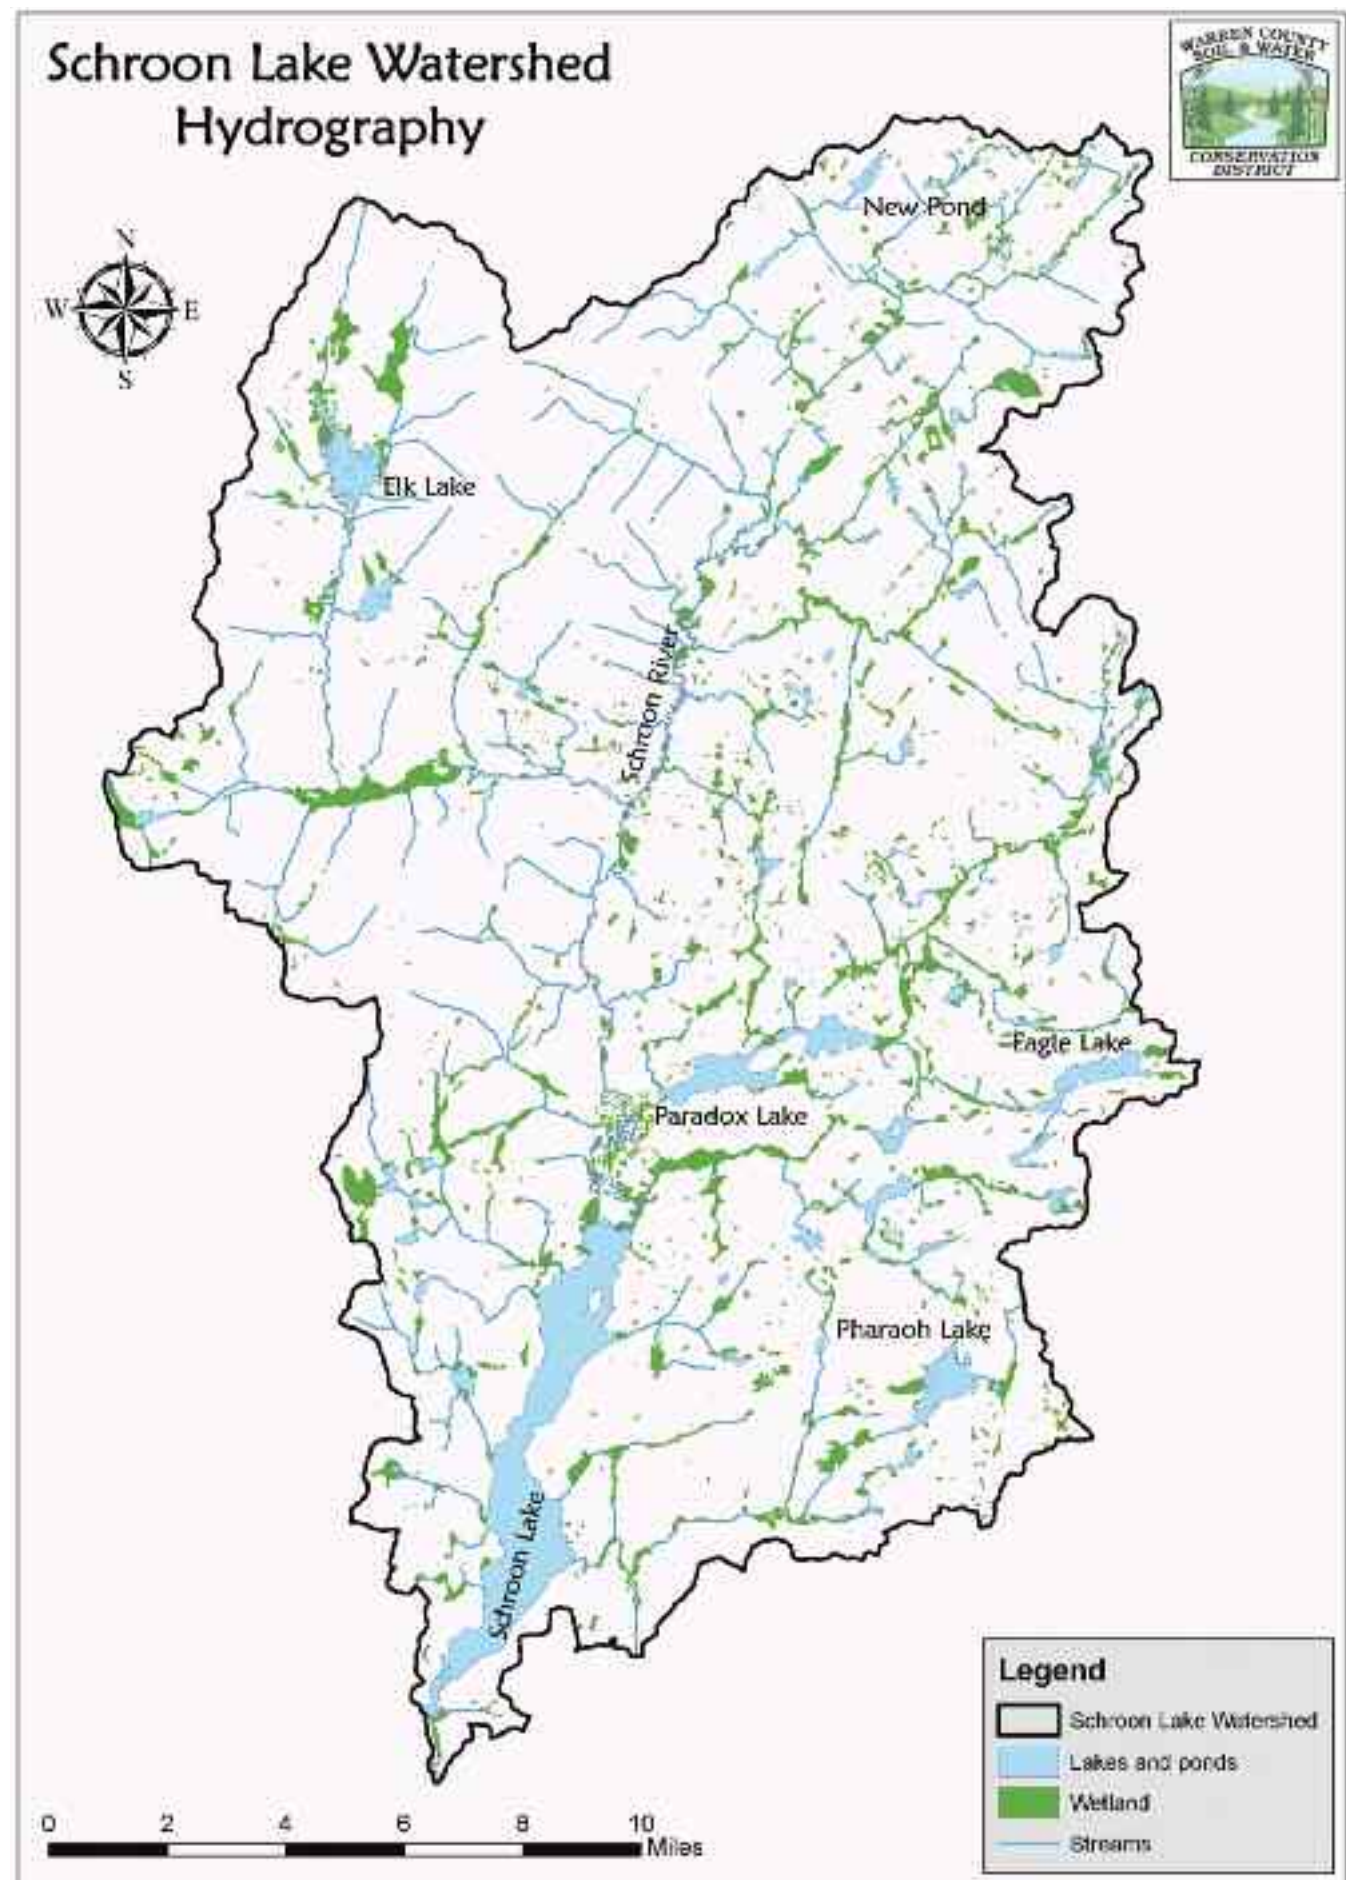 Schroon Lake Watershed
Hydrography
WARREN COUNTY
SOIL & WATER
CONSERVATION
DISTRICT
N
W
E
S
New Pond
Elk Lake
Schroon River
Eagle Lake
Paradox Lake
Pharaoh Lake
Schroon Lake
Legend
Schroon Lake Watershed
Lakes and ponds
Wetland
Streams
0 2 4 6 8 10
Miles